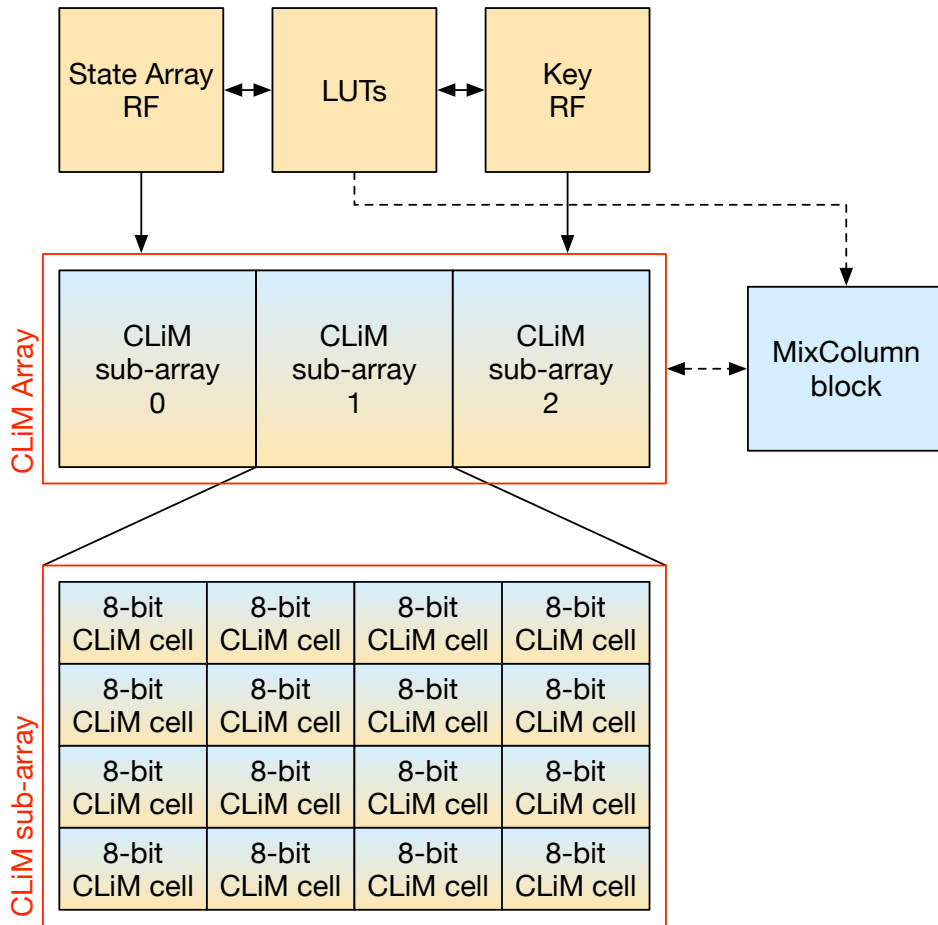 State Array
RF
LUTs
Key
RF
CLiM Array
CLiM
sub-array
0
CLiM
sub-array
1
CLiM
sub-array
2
MixColumn
block
CLiM sub-array
8-bit
CLiM cell
8-bit
CLiM cell
8-bit
CLiM cell
8-bit
CLiM cell
8-bit
CLiM cell
8-bit
CLiM cell
8-bit
CLiM cell
8-bit
CLiM cell
8-bit
CLiM cell
8-bit
CLiM cell
8-bit
CLiM cell
8-bit
CLiM cell
8-bit
CLiM cell
8-bit
CLiM cell
8-bit
CLiM cell
8-bit
CLiM cell